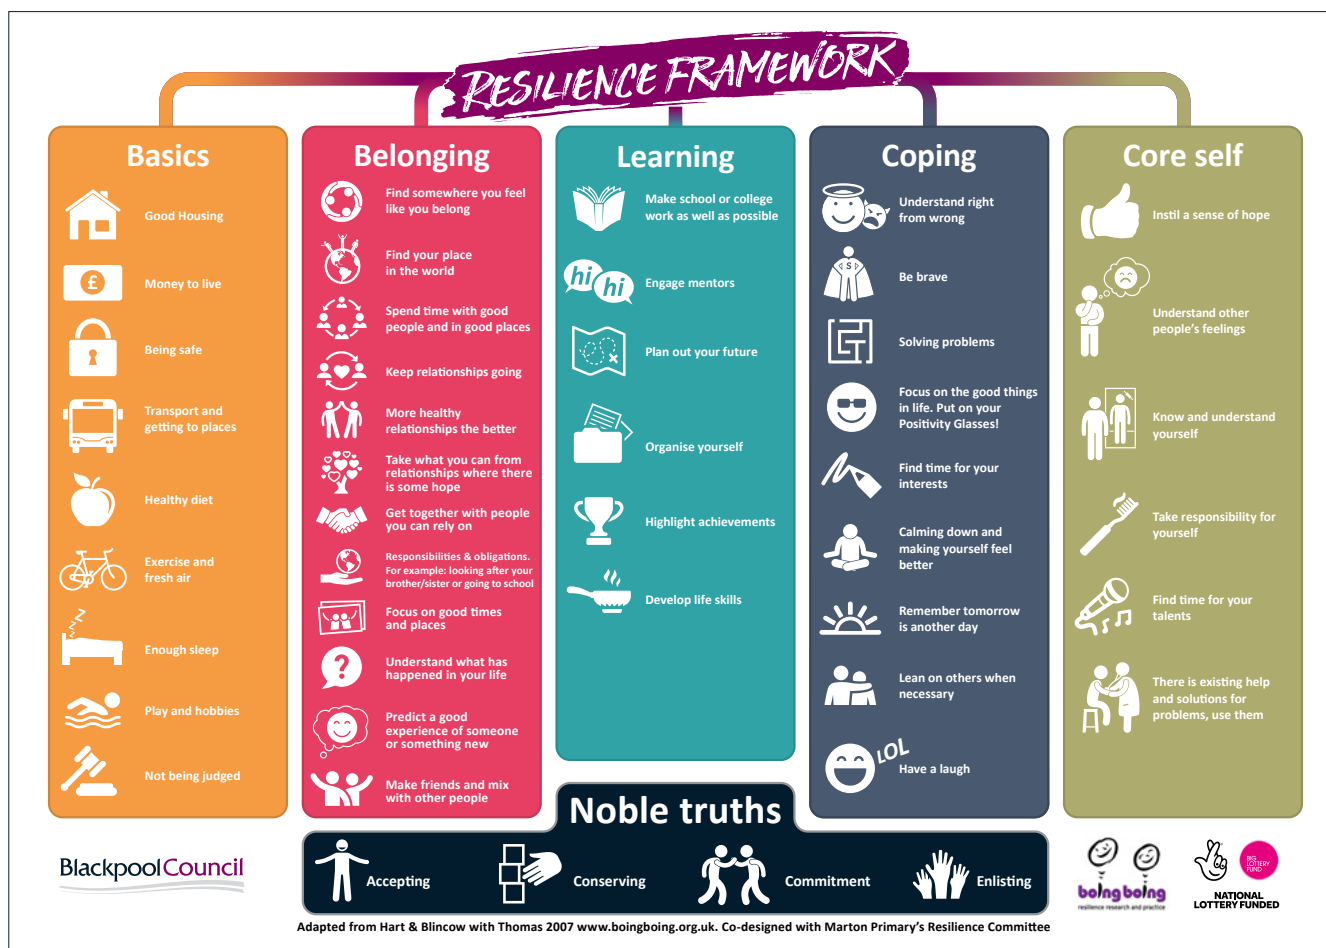 RESILIENCE FRAMEWORK
Basics
Good Housing
£
Money to live
Being safe
Transport and
getting to places
Healthy diet
Exercise and
fresh air
z
z
z
Enough sleep
Play and hobbies
Not being judged
Belonging
Find somewhere you feel
like you belong
Find your place
in the world
Spend time with good
people and in good places
Keep relationships going
More healthy
relationships the better
Take what you can from
relationships where there
is some hope
Get together with people
you can rely on
Responsibilities & obligations.
For example: looking after your
brother/sister or going to school
Focus on good times
and places
?
Understand what has
happened in your life
Predict a good
experience of someone
or something new
Make friends and mix
with other people
Learning
Make school or college
work as well as possible
hi
hi
Engage mentors
Plan out your future
Organise yourself
Highlight achievements
Develop life skills
Coping
Understand right
from wrong
S
Be brave
Solving problems
Focus on the good things
in life. Put on your
Positivity Glasses!
Find time for your
interests
Calming down and
making yourself feel
better
Remember tomorrow
is another day
Lean on others when
necessary
LOL
Have a laugh
Core self
Instil a sense of hope
Understand other
people's feelings
Know and understand
yourself
Take responsibility for
yourself
Find time for your
talents
There is existing help
and solutions for
problems, use them
Noble truths
Accepting
Conserving
Commitment
Enlisting
BlackpoolCouncil
boingboing
resilience research and practice
BIG
LOTTERY
FUND
NATIONAL
LOTTERY FUNDED
Adapted from Hart & Blincow with Thomas 2007 www.boingboing.org.uk. Co-designed with Marton Primary's Resilience Committee